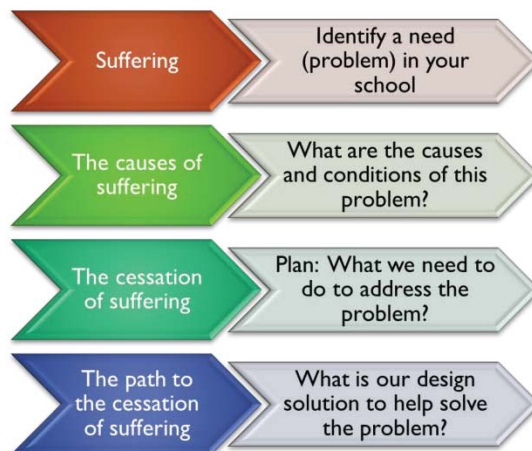 Suffering
Identify a need
(problem) in your
school
The causes of
suffering
What are the causes
and conditions of this
problem?
The cessation
of suffering
Plan: What we need to
do to address the
problem?
The path to
the cessation
of suffering
What is our design
solution to help solve
the problem?